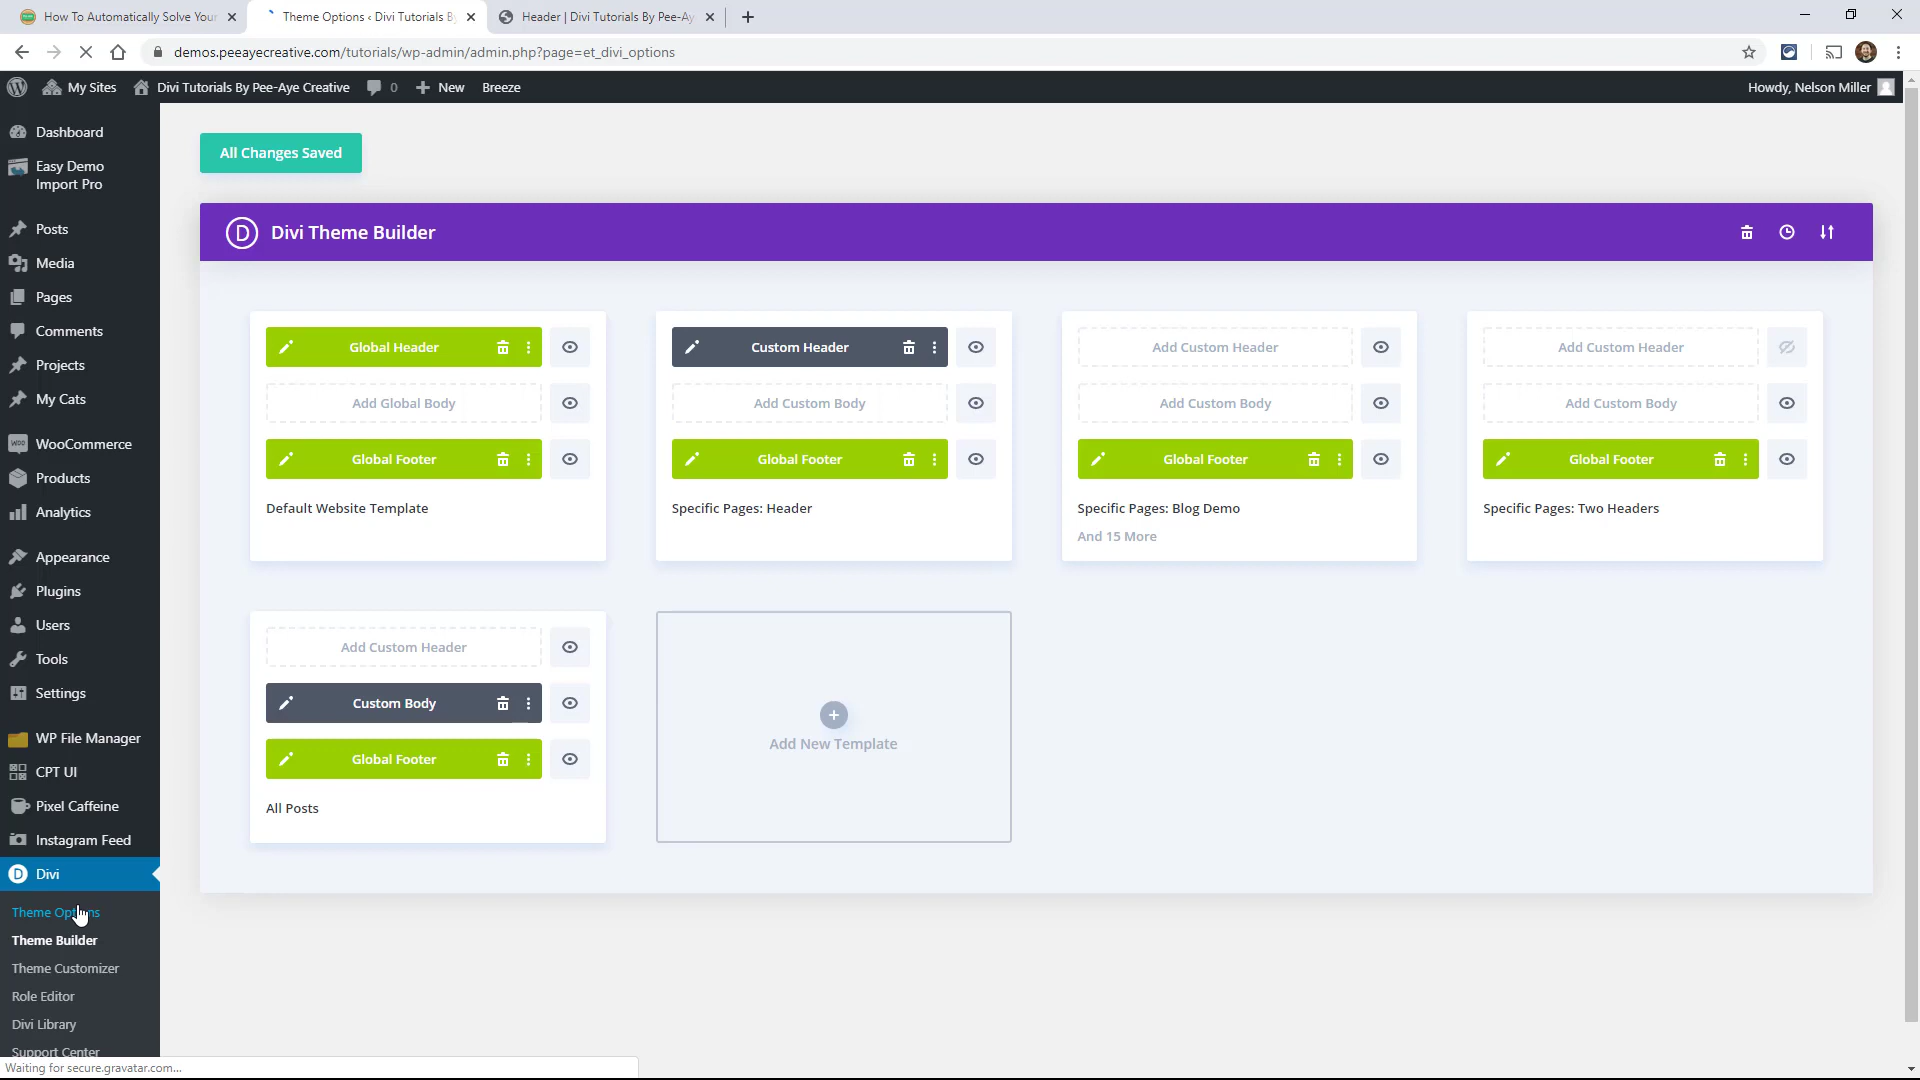 How To Automatically Solve Your
Theme Options ‹ Divi Tutorials B
Header | Divi Tutorials By Pee-Ay
demos.peeayecreative.com/tutorials/wp-admin/admin.php?page=et_divi_options
My Sites
Divi Tutorials By Pee-Aye Creative
0
New
Breeze
Howdy, Nelson Miller
Dashboard
Easy Demo
Import Pro
Posts
Media
Pages
Comments
Projects
My Cats
WooCommerce
Products
Analytics
Appearance
Plugins
Users
Tools
Settings
WP File Manager
CPT UI
Pixel Caffeine
Instagram Feed
Divi
Theme Options
Theme Builder
Theme Customizer
Role Editor
Divi Library
Support Center
Waiting for secure.gravatar.com...
All Changes Saved
D
Divi Theme Builder
Global Header
Add Global Body
Global Footer
Default Website Template
Custom Header
Add Custom Body
Global Footer
Specific Pages: Header
Add Custom Header
Add Custom Body
Global Footer
Specific Pages: Blog Demo
And 15 More
Add Custom Header
Add Custom Body
Global Footer
Specific Pages: Two Headers
Add Custom Header
Custom Body
Global Footer
All Posts
Add New Template